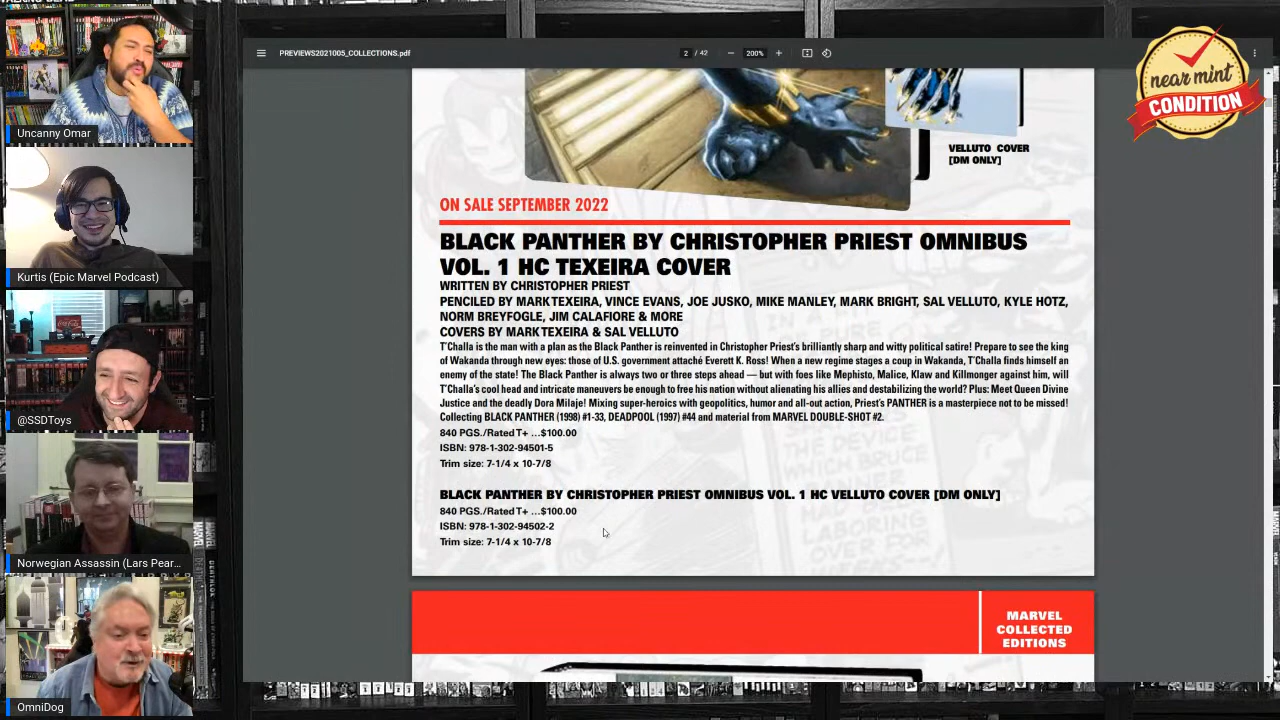 Uncanny Omar
Kurtis (Epic Marvel Podcast)
@SSDToys
Norwegian Assassin (Lars Pear...
OmniDog
PREVIEWS2021005_COLLECTIONS.pdf
2 / 42
200%
near mint
CONDITION
VELLUTO COVER
[DM ONLY]
ON SALE SEPTEMBER 2022
BLACK PANTHER BY CHRISTOPHER PRIEST OMNIBUS
VOL. 1 HC TEXEIRA COVER
WRITTEN BY CHRISTOPHER PRIEST
PENCILED BY MARK TEXEIRA, VINCE EVANS, JOE JUSKO, MIKE MANLEY, MARK BRIGHT, SAL VELLUTO, KYLE HOTZ,
NORM BREYFOGLE, JIM CALAFIORE & MORE
COVERS BY MARK TEXEIRA & SAL VELLUTO
T'Challa is the man with a plan as the Black Panther is reinvented in Christopher Priest's brilliantly sharp and witty political satire! Prepare to see the king
of Wakanda through new eyes: those of U.S. government attaché Everett K. Ross! When a new regime stages a coup in Wakanda, T'Challa finds himself an
enemy of the state! The Black Panther is always two or three steps ahead — but with foes like Mephisto, Malice, Klaw and Killmonger against him, will
T'Challa's cool head and intricate maneuvers be enough to free his nation without alienating his allies and destabilizing the world? Plus: Meet Queen Divine
Justice and the deadly Dora Milaje! Mixing super-heroics with geopolitics, humor and all-out action, Priest's PANTHER is a masterpiece not to be missed!
Collecting BLACK PANTHER (1998) #1-33, DEADPOOL (1997) #44 and material from MARVEL DOUBLE-SHOT #2.
840 PGS./Rated T+ ...$100.00
ISBN: 978-1-302-94501-5
Trim size: 7-1/4 x 10-7/8
BLACK PANTHER BY CHRISTOPHER PRIEST OMNIBUS VOL. 1 HC VELLUTO COVER [DM ONLY]
840 PGS./Rated T+ ...$100.00
ISBN: 978-1-302-94502-2
Trim size: 7-1/4 x 10-7/8
MARVEL
COLLECTED
EDITIONS